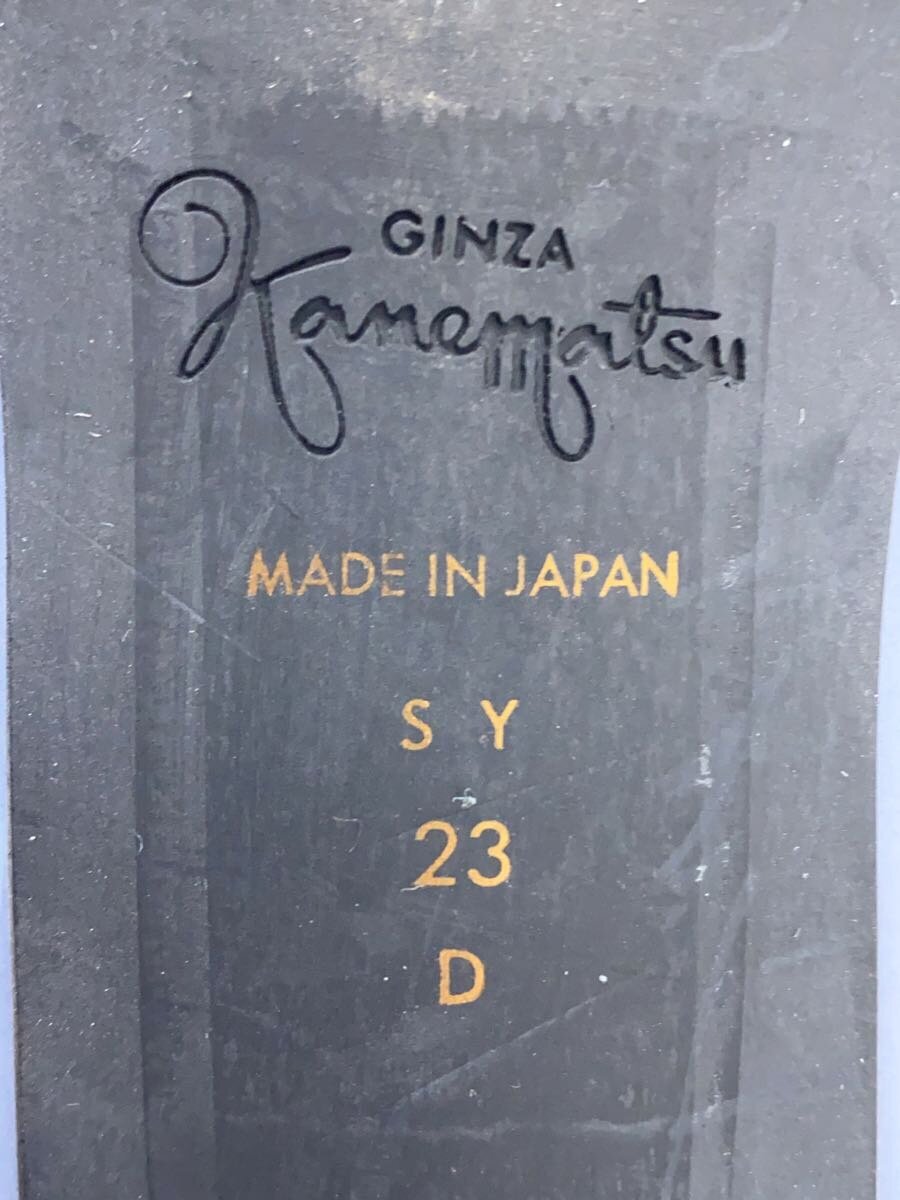 GINZA
Kanematsu
MADE IN JAPAN
S Y
23
D